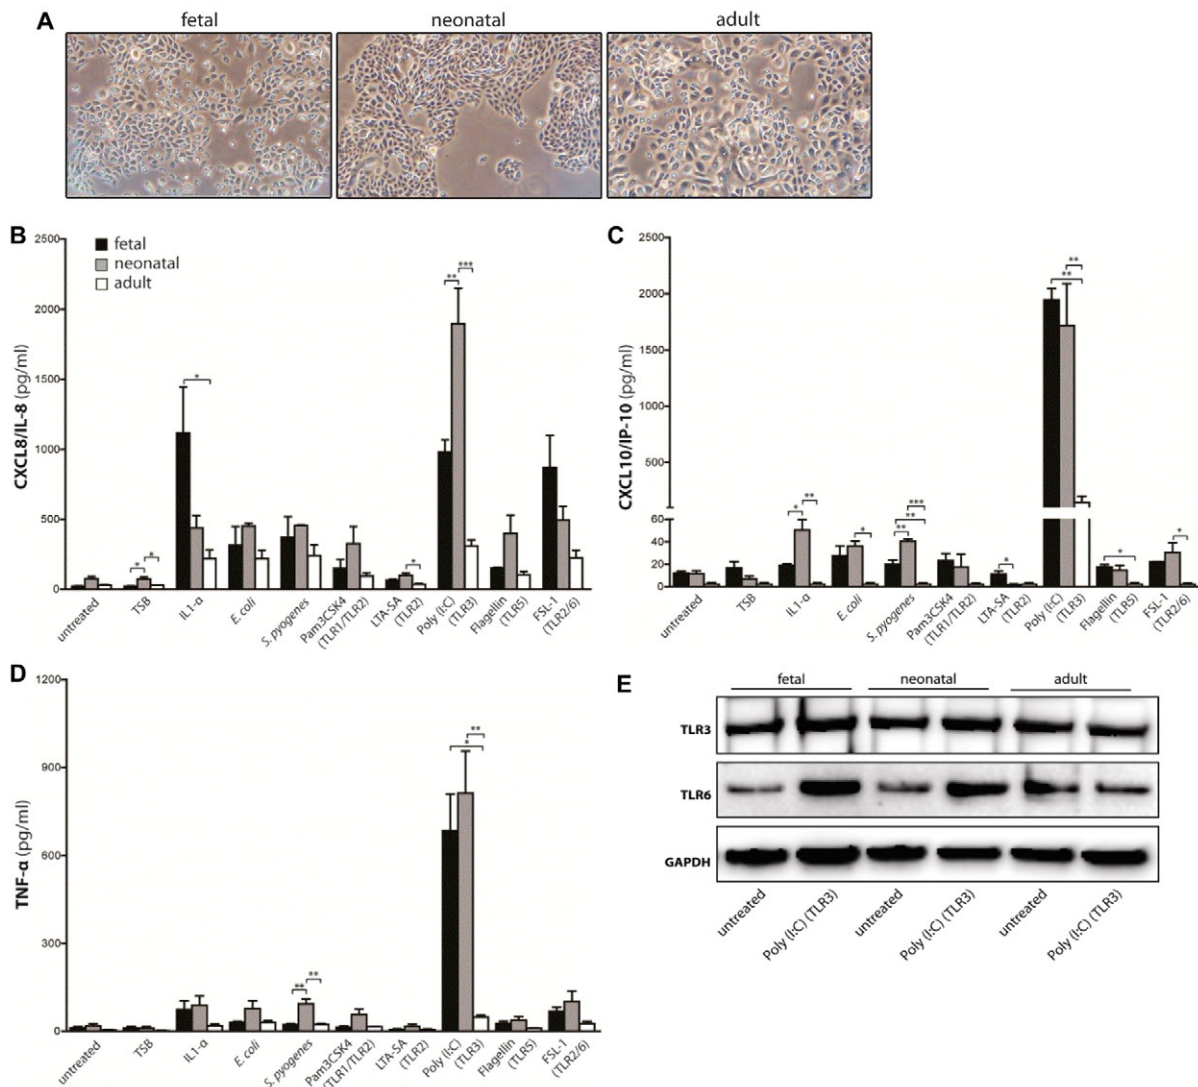 A
fetal
neonatal
adult
B
CXCL8/IL-8 (pg/ml)
2500
2000
1500
1000
500
0
fetal
neonatal
adult
*
*
*
*
**
***
untreated
TSB
IL1-α
E. coli
S. pyogenes
Pam3CSK4
(TLR1/TLR2)
LTA-SA
(TLR2)
Poly (I:C)
(TLR3)
Flagellin
(TLR5)
FSL-1
(TLR2/6)
C
CXCL10/IP-10 (pg/ml)
2500
2000
1500
1000
500
60
40
20
0
*
**
*
**
**
***
*
**
**
*
*
untreated
TSB
IL1-α
E. coli
S. pyogenes
Pam3CSK4
(TLR1/TLR2)
LTA-SA
(TLR2)
Poly (I:C)
(TLR3)
Flagellin
(TLR5)
FSL-1
(TLR2/6)
D
TNF-α (pg/ml)
1200
900
600
300
0
**
**
*
**
untreated
TSB
IL1-α
E. coli
S. pyogenes
Pam3CSK4
(TLR1/TLR2)
LTA-SA
(TLR2)
Poly (I:C)
(TLR3)
Flagellin
(TLR5)
FSL-1
(TLR2/6)
E
fetal
neonatal
adult
TLR3
TLR6
GAPDH
untreated
Poly (I:C) (TLR3)
untreated
Poly (I:C) (TLR3)
untreated
Poly (I:C) (TLR3)